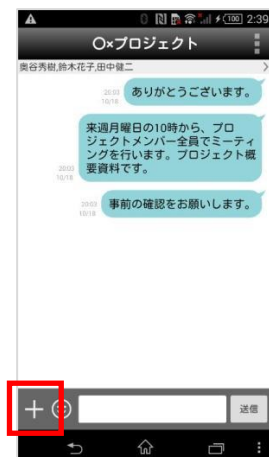 100 2:39
○×プロジェクト
奥谷秀樹,鈴木花子,田中健二
20:03 ありがとうございます。
10/18
来週月曜日の10時から、プロ
ジェクトメンバー全員でミーティ
ングを行います。プロジェクト概
20:03 要資料です。
10/18
20:03 事前の確認をお願いします。
10/18
送信